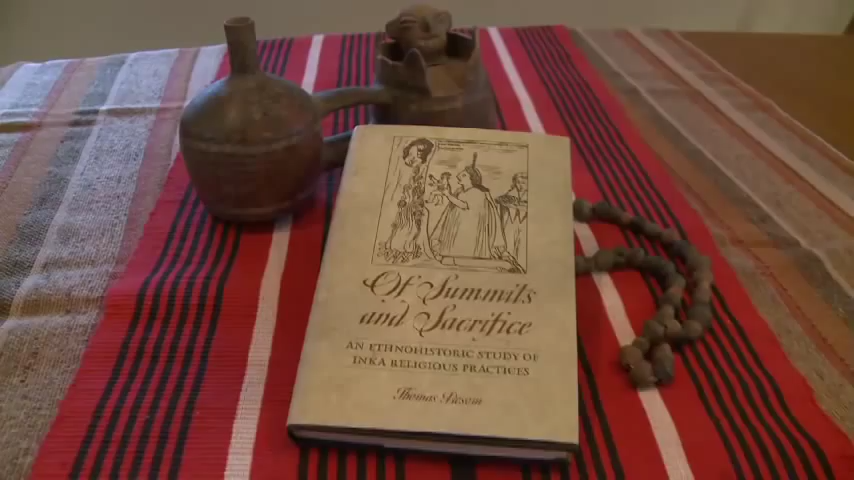 Of Summits
and Sacrifice
AN ETHNOHISTORIC STUDY OF
INKA RELIGIOUS PRACTICES
Thomas Besom